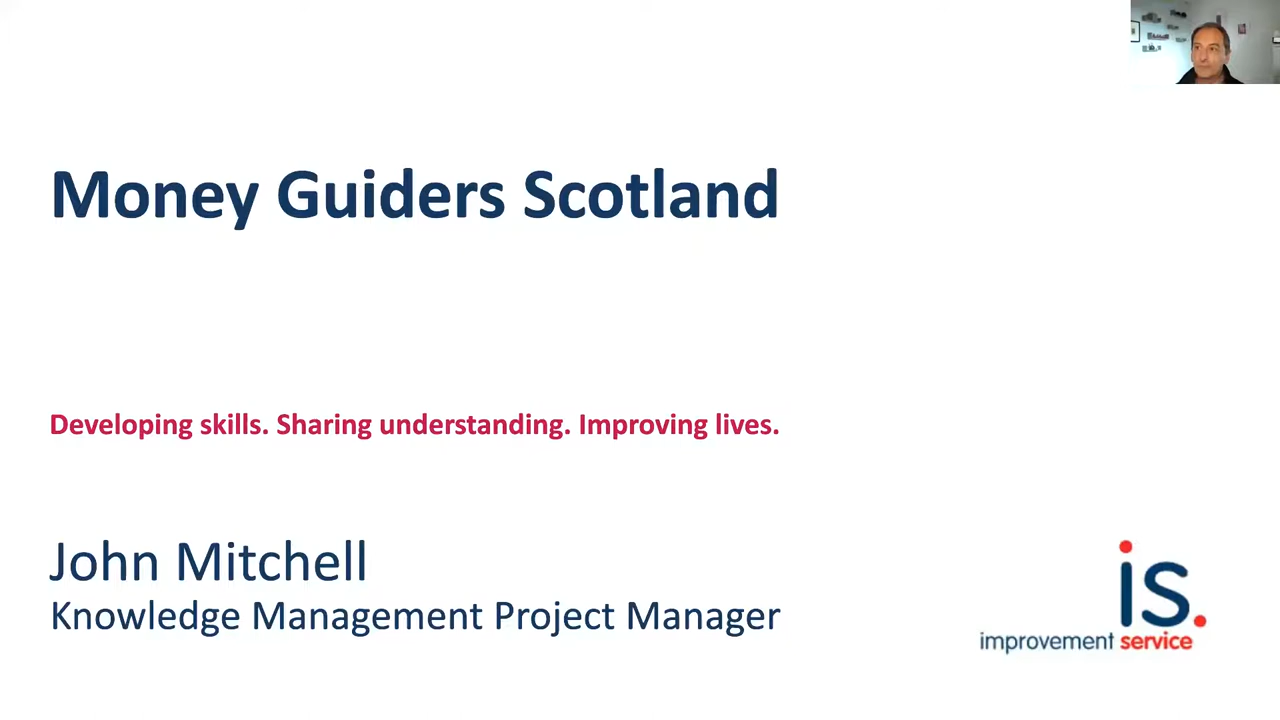 Money Guiders Scotland
Developing skills. Sharing understanding. Improving lives.
John Mitchell
Knowledge Management Project Manager
is.
improvement service